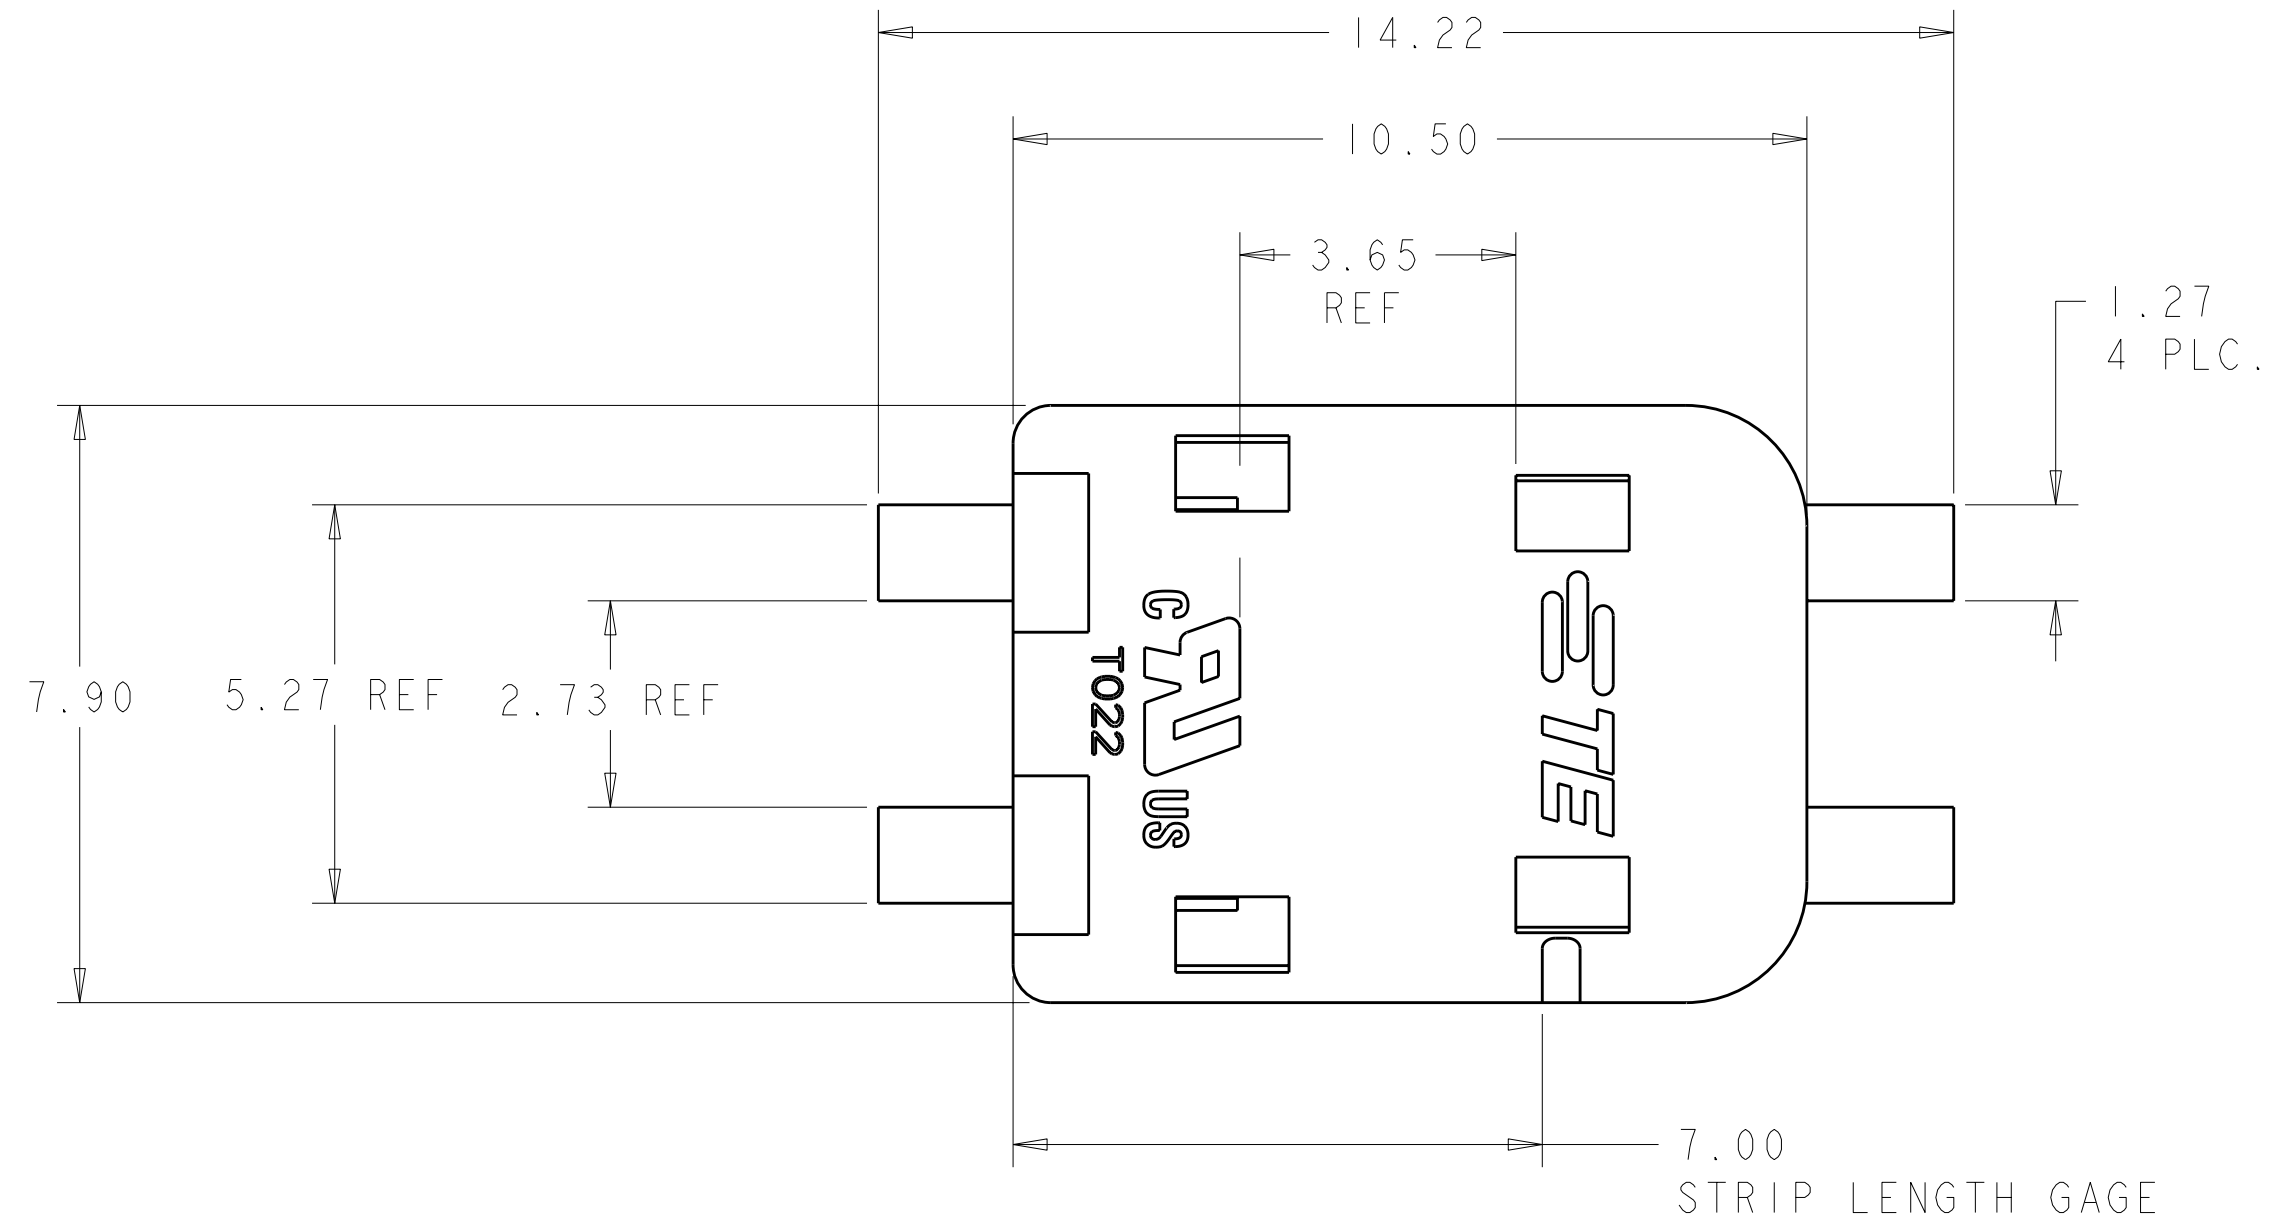 14.22
10.50
3.65
REF
1.27
4 PLC.
7.90
5.27 REF
2.73 REF
C
US
T022
TE
7.00
STRIP LENGTH GAGE